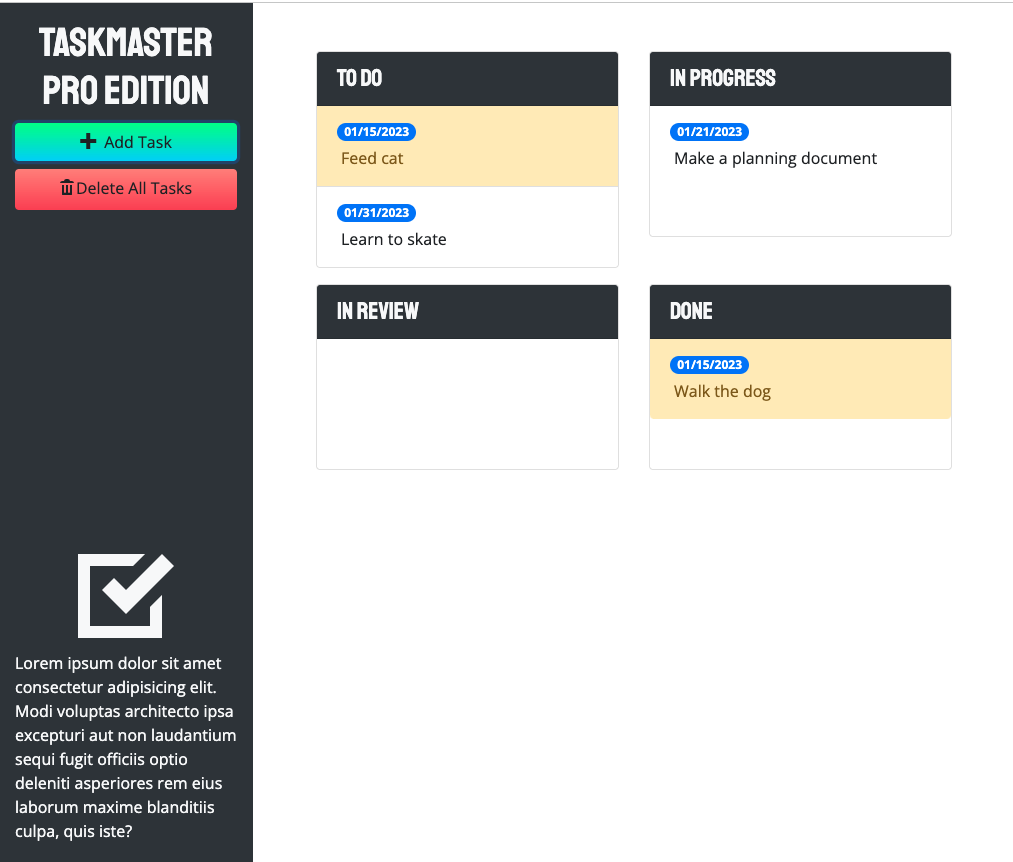 TASKMASTER
PRO EDITION
Add Task
Delete All Tasks
TO DO
01/15/2023
Feed cat
01/31/2023
Learn to skate
IN PROGRESS
01/21/2023
Make a planning document
IN REVIEW
DONE
01/15/2023
Walk the dog
Lorem ipsum dolor sit amet
consectetur adipisicing elit.
Modi voluptas architecto ipsa
excepturi aut non laudantium
sequi fugit officiis optio
deleniti asperiores rem eius
laborum maxime blanditiis
culpa, quis iste?